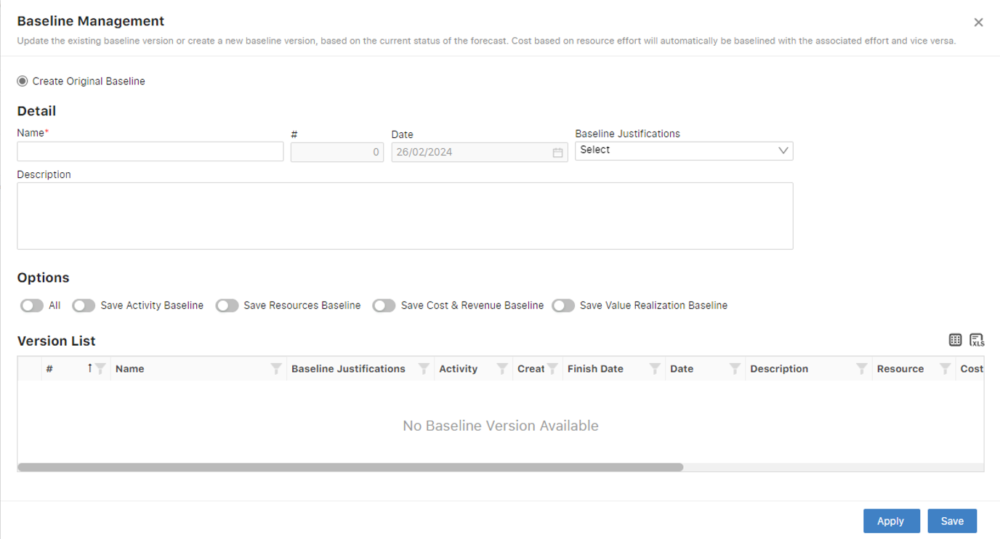 Baseline Management
Update the existing baseline version or create a new baseline version, based on the current status of the forecast. Cost based on resource effort will automatically be baselined with the associated effort and vice versa.
Create Original Baseline
Detail
Name* # Date Baseline Justifications
0 26/02/2024 Select
Description
Options
All Save Activity Baseline Save Resources Baseline Save Cost & Revenue Baseline Save Value Realization Baseline
Version List XLS
# Name Baseline Justifications Activity Creat Finish Date Date Description Resource Cost
No Baseline Version Available
Apply Save